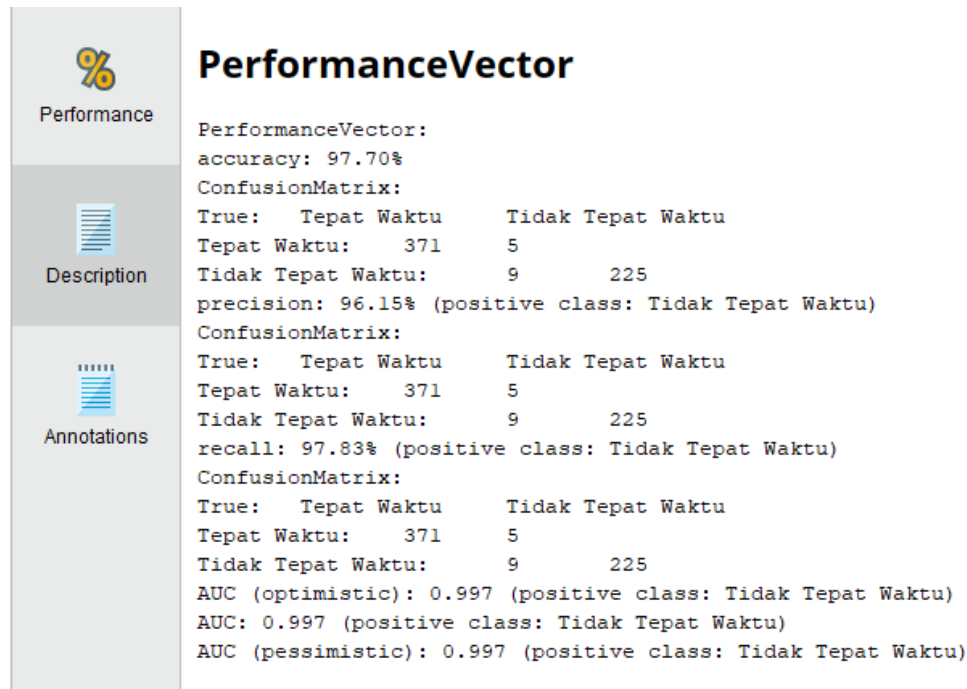 %
Performance
Description
Annotations
PerformanceVector
PerformanceVector:
accuracy: 97.70%
ConfusionMatrix:
True: Tepat Waktu Tidak Tepat Waktu
Tepat Waktu: 371 5
Tidak Tepat Waktu: 9 225
precision: 96.15% (positive class: Tidak Tepat Waktu)
ConfusionMatrix:
True: Tepat Waktu Tidak Tepat Waktu
Tepat Waktu: 371 5
Tidak Tepat Waktu: 9 225
recall: 97.83% (positive class: Tidak Tepat Waktu)
ConfusionMatrix:
True: Tepat Waktu Tidak Tepat Waktu
Tepat Waktu: 371 5
Tidak Tepat Waktu: 9 225
AUC (optimistic): 0.997 (positive class: Tidak Tepat Waktu)
AUC: 0.997 (positive class: Tidak Tepat Waktu)
AUC (pessimistic): 0.997 (positive class: Tidak Tepat Waktu)